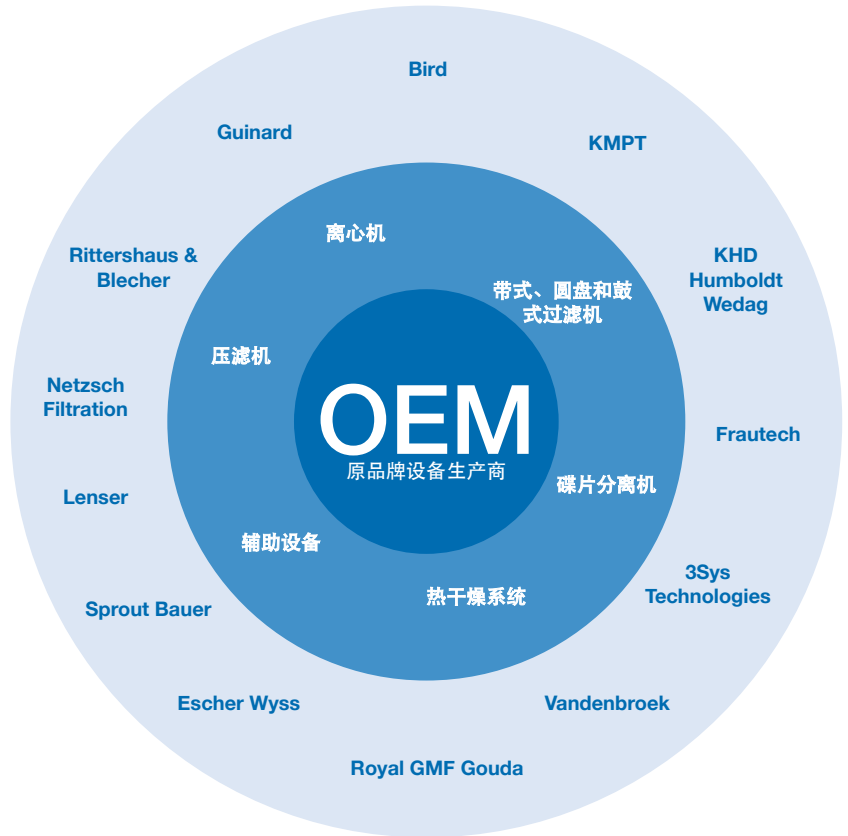 Bird
Guinard
KMPT
离心机
Rittershaus &
Blecher
KHD
Humboldt
Wedag
带式、圆盘和鼓
式过滤机
压滤机
Netzsch
Filtration
OEM
原品牌设备生产商
Frautech
Lenser
碟片分离机
辅助设备
热干燥系统
3Sys
Technologies
Sprout Bauer
Escher Wyss
Vandenbroek
Royal GMF Gouda